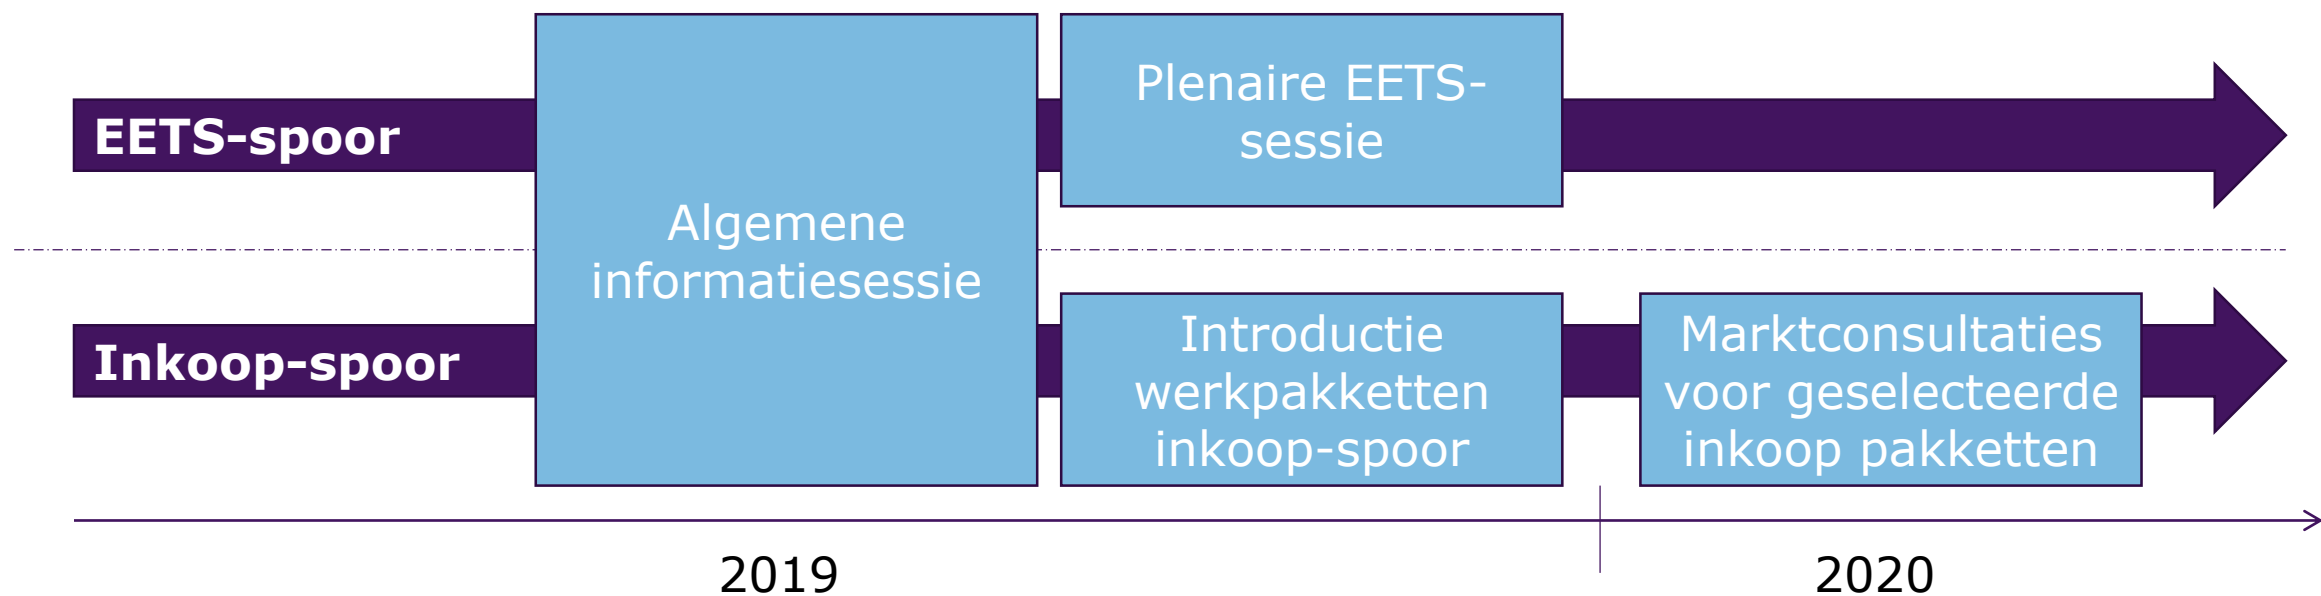 EETS-spoor
Algemene
informatiesessie
Plenaire EETS-
sessie
Inkoop-spoor
Introductie
werkpakketten
inkoop-spoor
Marktconsultaties
voor geselecteerde
inkoop pakketten
2019
2020